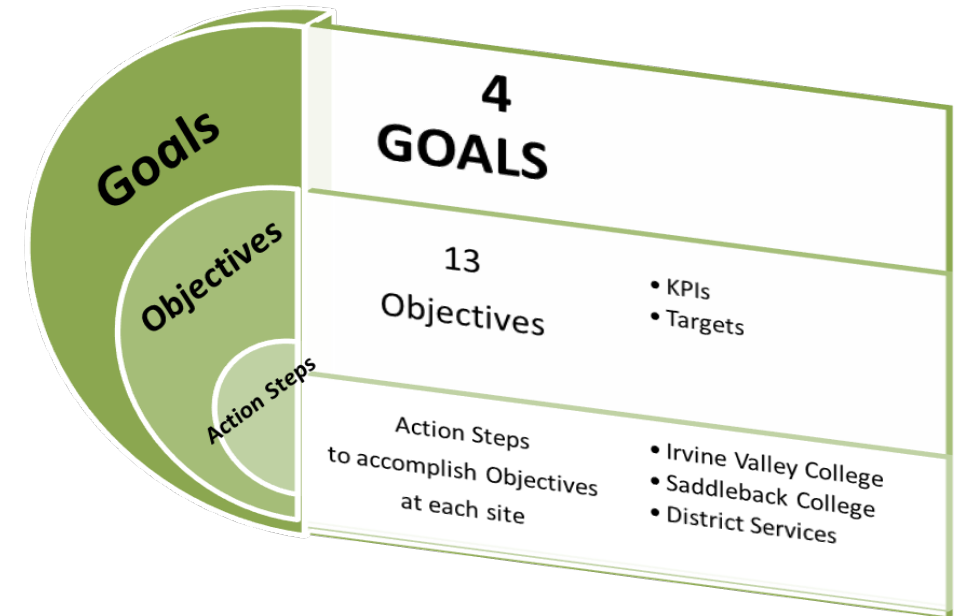 Goals
4
GOALS
Objectives
13
Objectives
• KPIs
• Targets
Action Steps
Action Steps
to accomplish Objectives
at each site
• Irvine Valley College
• Saddleback College
• District Services